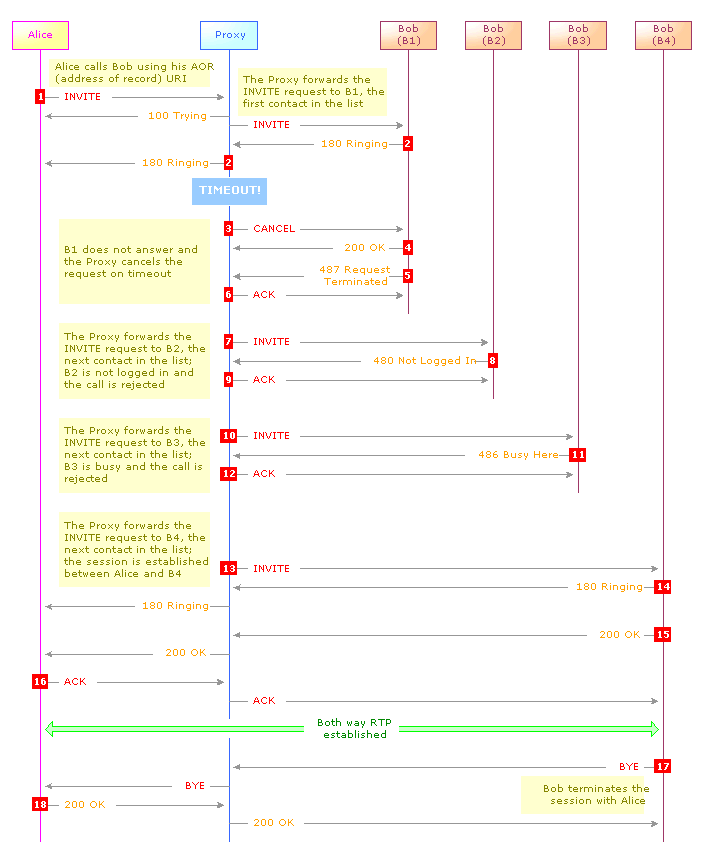 Alice
Proxy
Bob
(B1)
Bob
(B2)
Bob
(B3)
Bob
(B4)
Alice calls Bob using his AOR
(address of record) URI
The Proxy forwards the
INVITE request to B1, the
first contact in the list
1 INVITE
100 Trying
INVITE
180 Ringing 2
180 Ringing 2
TIMEOUT!
B1 does not answer and
the Proxy cancels the
request on timeout
3 CANCEL
200 OK 4
487 Request
Terminated
5
6 ACK
The Proxy forwards the
INVITE request to B2, the
next contact in the list;
B2 is not logged in and
the call is rejected
7 INVITE
480 Not Logged In 8
9 ACK
The Proxy forwards the
INVITE request to B3, the
next contact in the list;
B3 is busy and the call is
rejected
10 INVITE
486 Busy Here 11
12 ACK
The Proxy forwards the
INVITE request to B4, the
next contact in the list;
the session is established
between Alice and B4
13 INVITE
180 Ringing 14
180 Ringing
200 OK 15
200 OK
16 ACK
ACK
Both way RTP
established
BYE 17
BYE
Bob terminates the
session with Alice
18 200 OK
200 OK